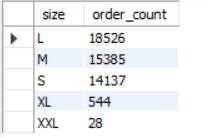 size order_count
L 18526
M 15385
S 14137
XL 544
XXL 28